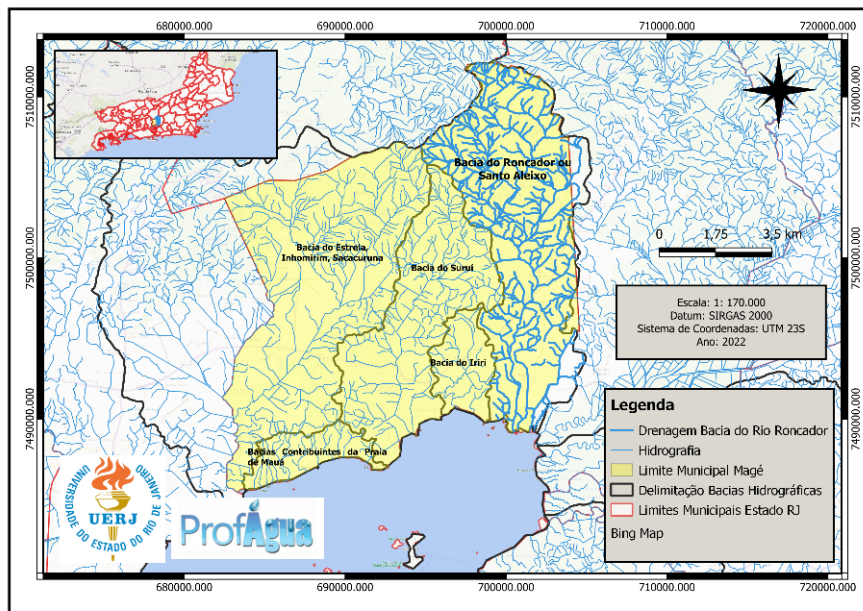 680000.000 690000.000 700000.000 710000.000 720000.000
7510000.000
7500000.000
7490000.000
7510000.000
7500000.000
7490000.000
Bacia do Roncador ou
Santo Aleixo
Bacia do Estrela,
Inhomirim, Sacacuruna
Bacia do Suruí
Bacia do Iriri
Bacias Contribuintes da Praia
de Mauá
0 1,75 3,5 km
Escala: 1: 170.000
Datum: SIRGAS 2000
Sistema de Coordenadas: UTM 23S
Ano: 2022
Legenda
Drenagem Bacia do Rio Roncador
Hidrografia
Limite Municipal Magé
Delimitação Bacias Hidrográficas
Limites Municipais Estado RJ
Bing Map
UERJ
UNIVERSIDADE DO ESTADO DO RIO DE JANEIRO
ProfÁgua
680000.000 690000.000 700000.000 710000.000 720000.000